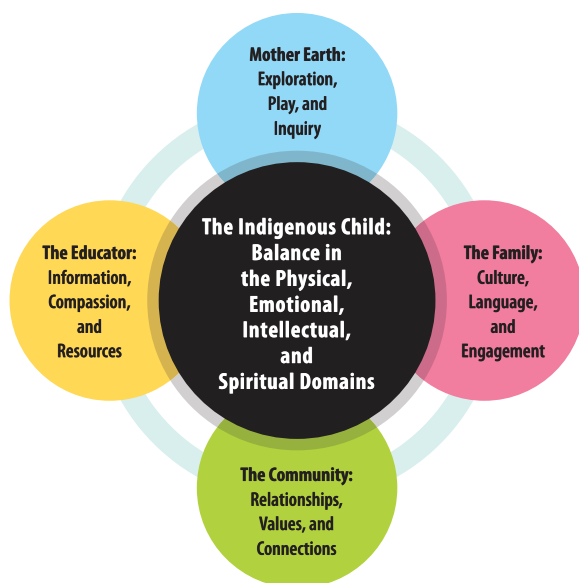 Mother Earth:
Exploration,
Play, and
Inquiry
The Indigenous Child:
Balance in
the Physical,
Emotional,
Intellectual,
and
Spiritual Domains
The Educator:
Information,
Compassion,
and
Resources
The Family:
Culture,
Language,
and
Engagement
The Community:
Relationships,
Values, and
Connections